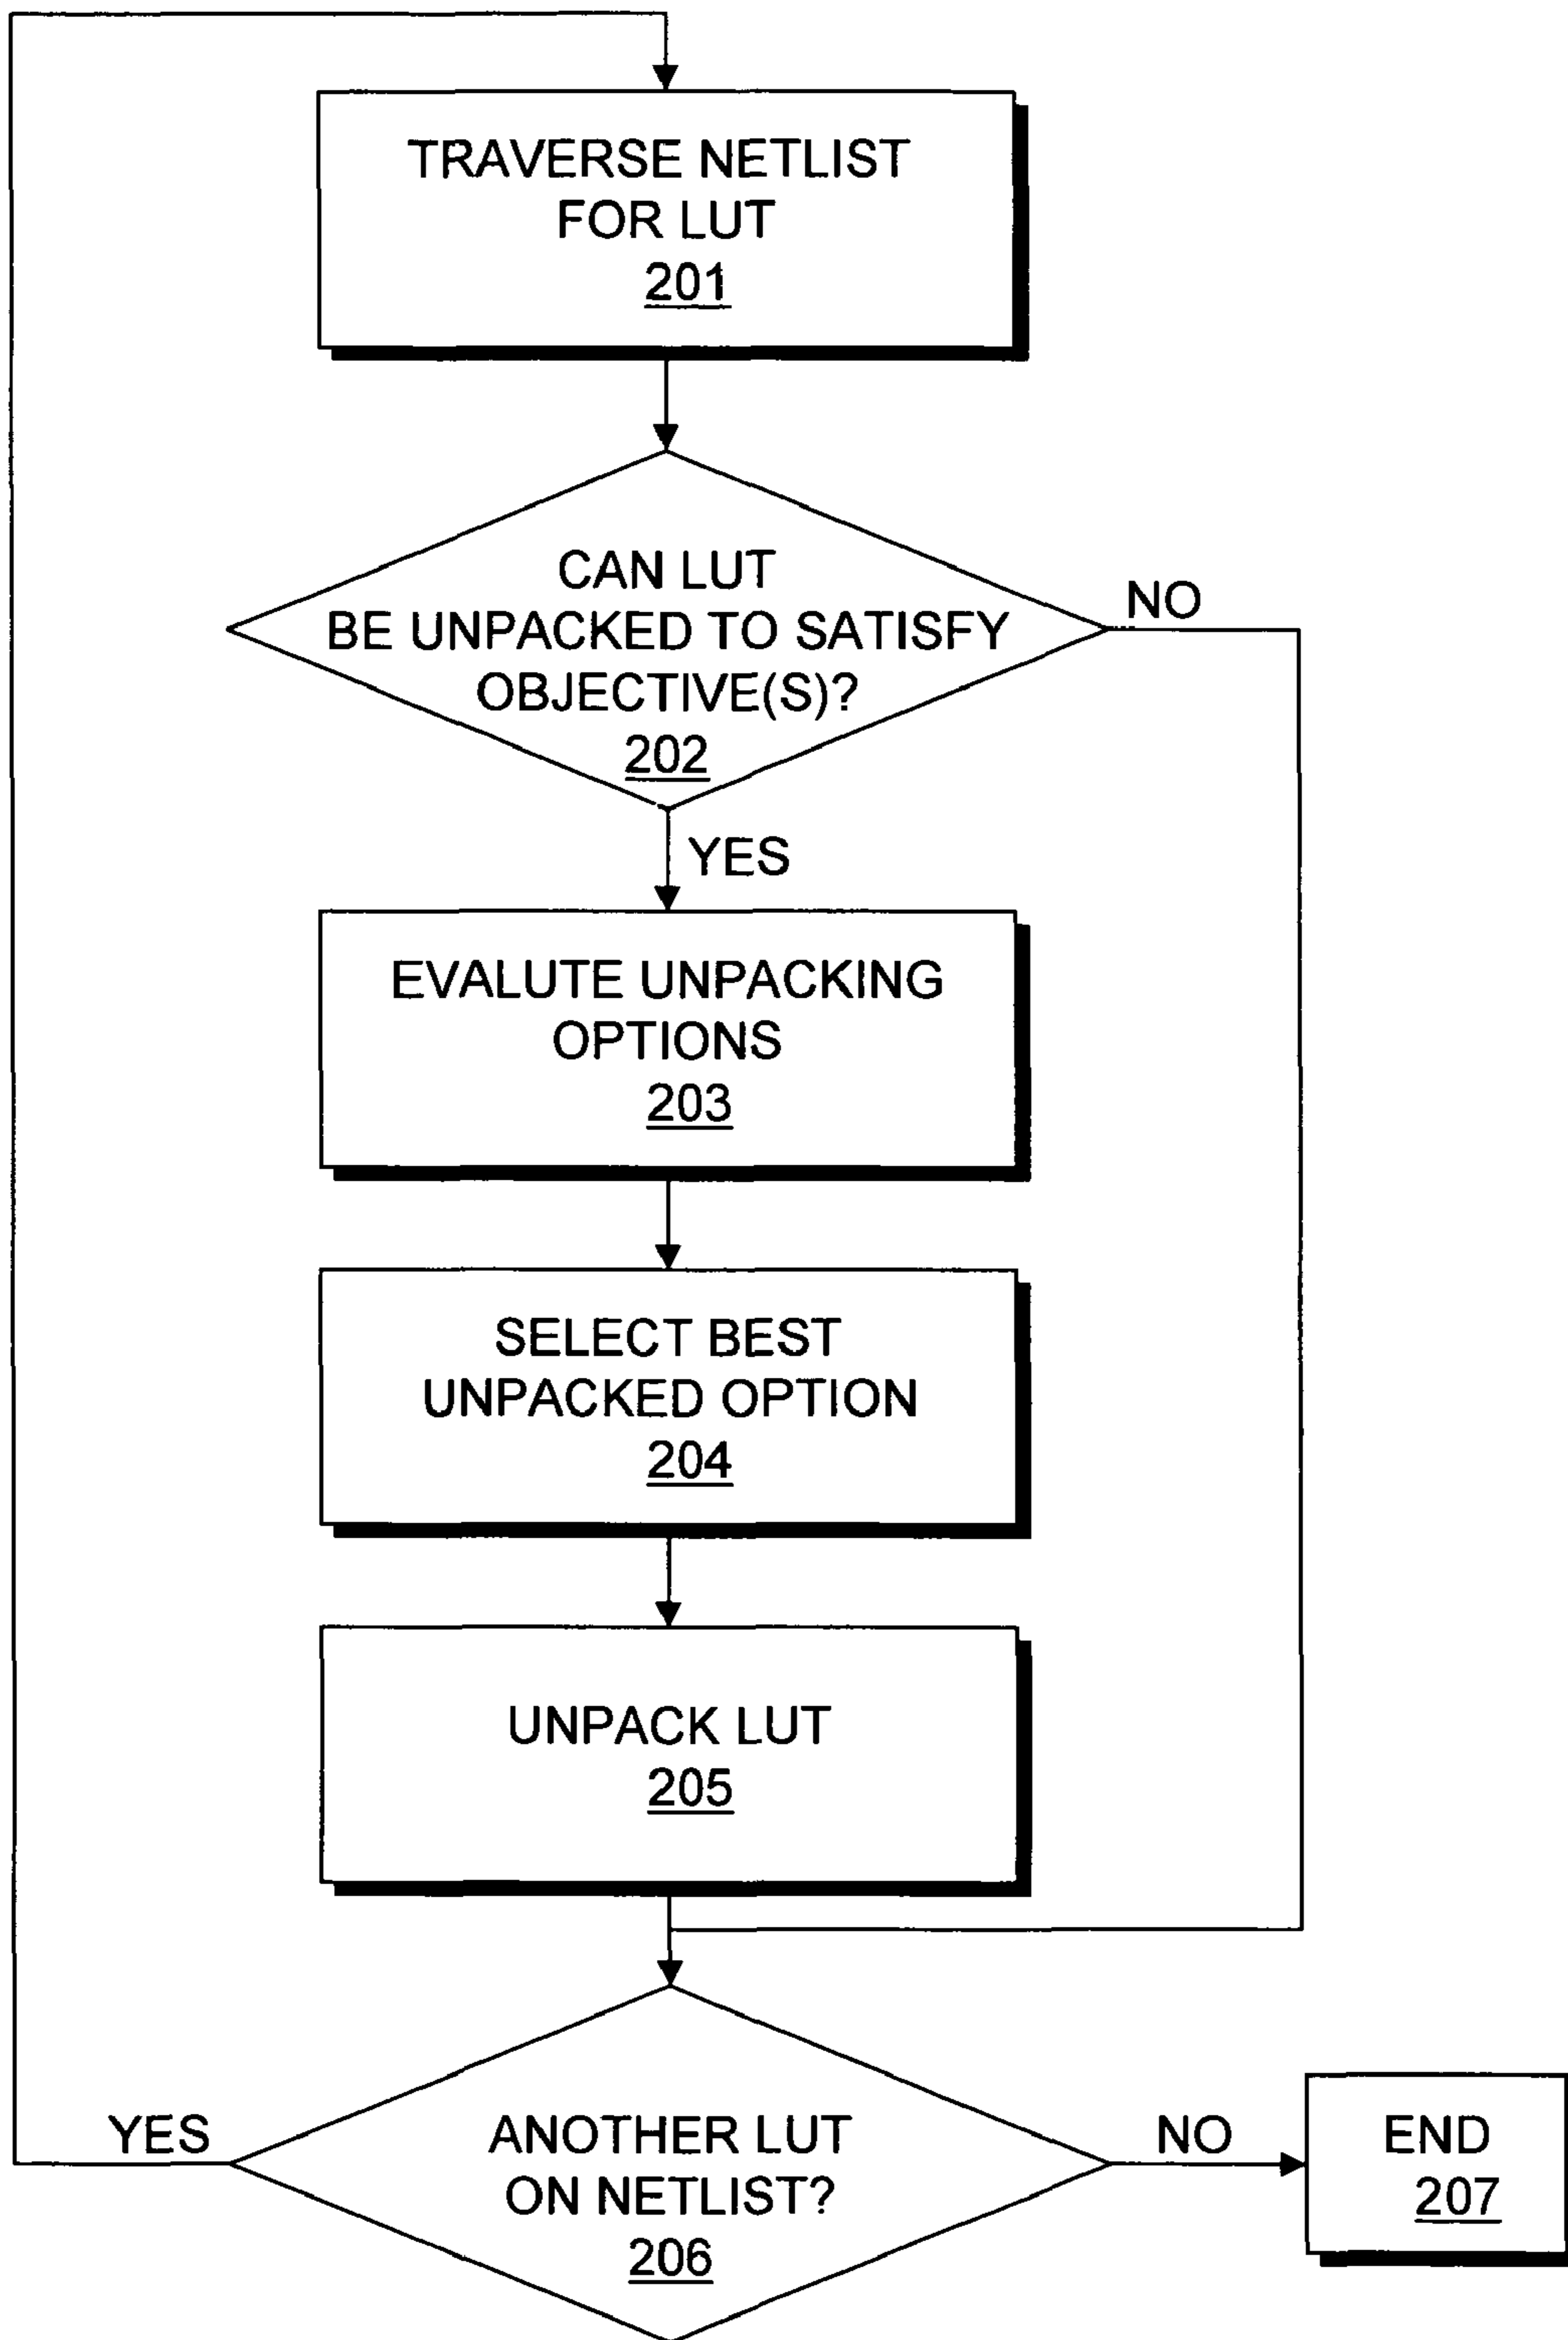 TRAVERSE NETLIST
FOR LUT
201
CAN LUT
BE UNPACKED TO SATISFY
OBJECTIVE(S)?
202
NO
YES
EVALUTE UNPACKING
OPTIONS
203
SELECT BEST
UNPACKED OPTION
204
UNPACK LUT
205
YES
ANOTHER LUT
ON NETLIST?
206
NO
END
207